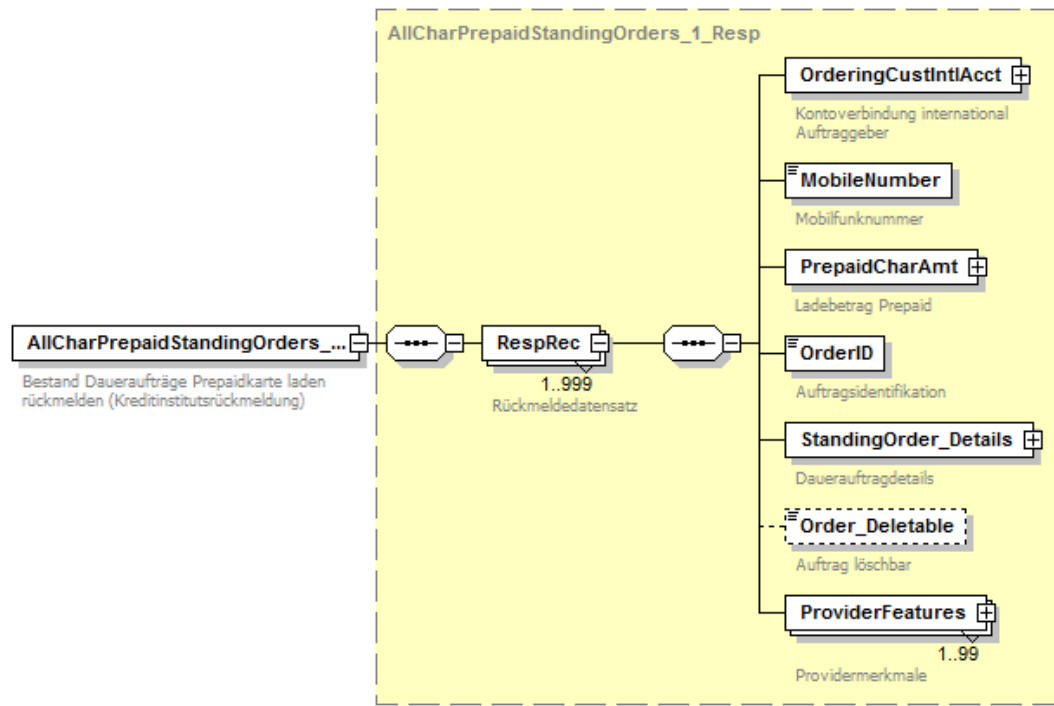 AllCharPrepaidStandingOrders_1_Resp
OrderingCustIntlAcct
Kontoverbindung international
Auftraggeber
MobileNumber
Mobilfunknummer
PrepaidCharAmt
Ladebetrag Prepaid
AllCharPrepaidStandingOrders_...
Bestand Daueraufträge Prepaidkarte laden
rückmelden (Kreditinstitutsrückmeldung)
RespRec
1..999
Rückmeldedatensatz
OrderID
Auftragsidentifikation
StandingOrder_Details
Dauerauftragdetails
Order_Deletable
Auftrag löschbar
ProviderFeatures
1..99
Providermerkmale